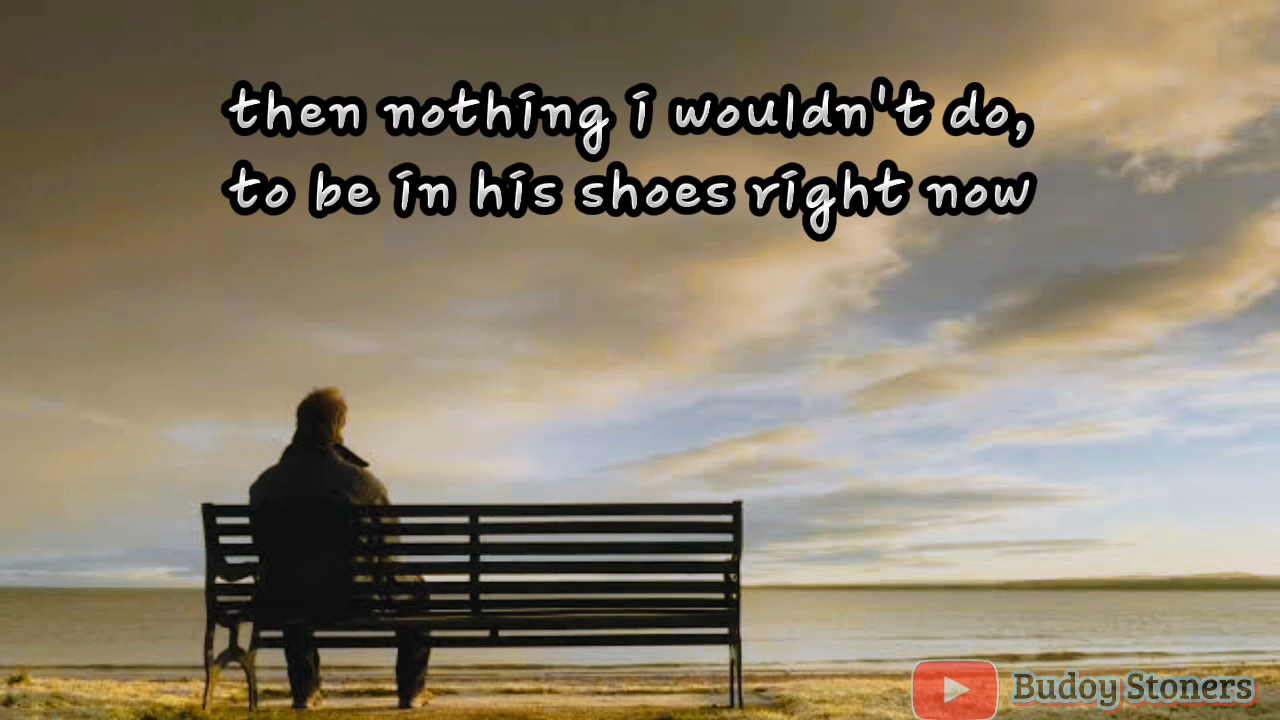 then nothing i wouldn't do,
to be in his shoes right now
Budoy Stoners